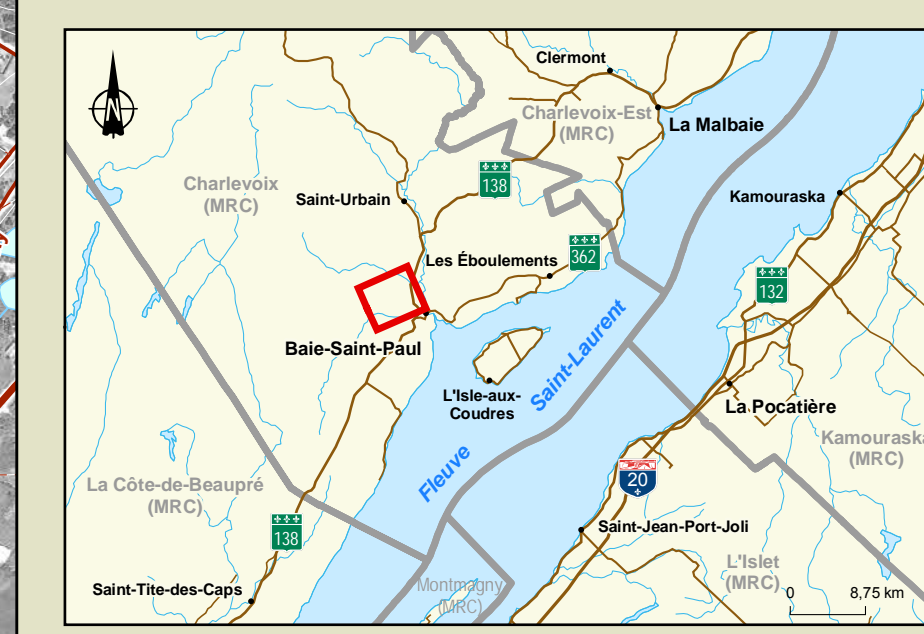 N
Clermont
Charlevoix-Est
(MRC)
La Malbaie
Charlevoix
(MRC)
138
Saint-Urbain
Kamouraska
Les Éboulements
362
132
Baie-Saint-Paul
Fleuve
Saint-Laurent
L'Isle-aux-
Coudres
La Pocatière
Kamouraska
(MRC)
20
La Côte-de-Beaupré
(MRC)
138
Saint-Jean-Port-Joli
L'Islet
(MRC)
Saint-Tite-des-Caps
Montmagny
(MRC)
0 8,75 km